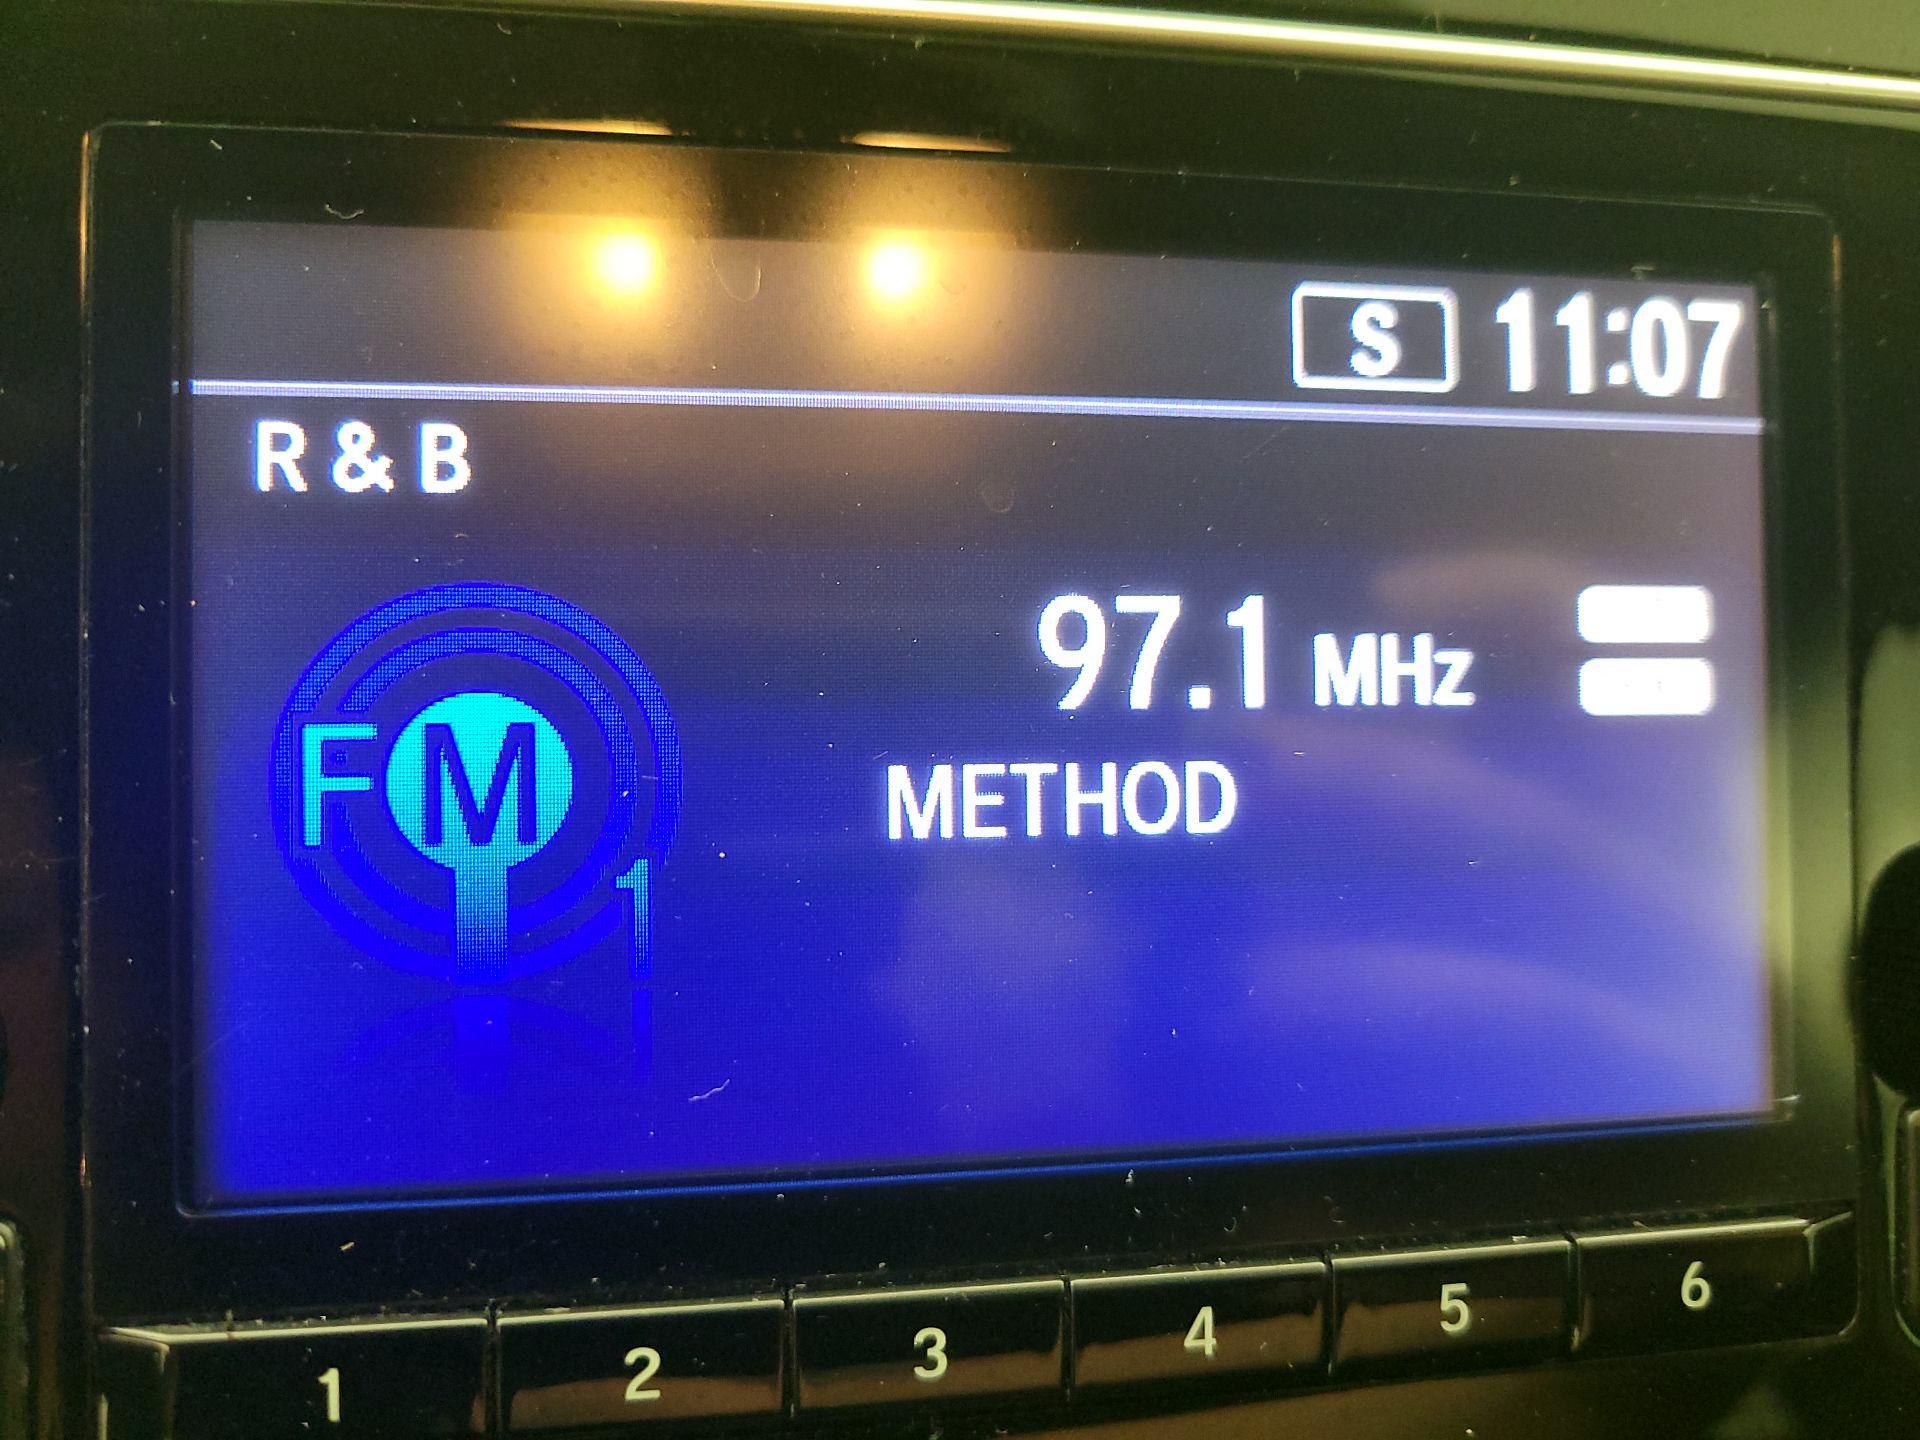 S 11:07
R & B
97.1 MHz
FM1
METHOD
1 2 3 4 5 6